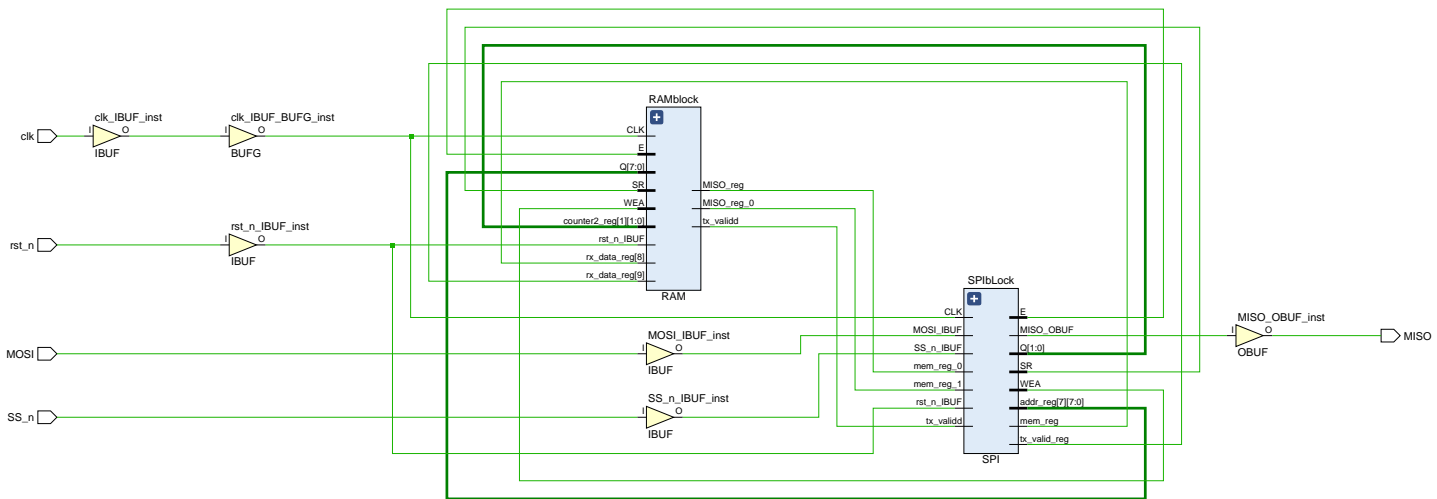 RAMblock
clk_IBUF_inst
clk_IBUF_BUFG_inst
clk
I
O
I
O
CLK
IBUF
BUFG
E
Q[7:0]
SR
MISO_reg
WEA
MISO_reg_0
counter2_reg[1][1:0]
tx_validd
rst_n_IBUF_inst
rst_n
I
O
rst_n_IBUF
IBUF
rx_data_reg[8]
rx_data_reg[9]
RAM
SPIbLock
CLK
E
MISO_OBUF_inst
MOSI_IBUF_inst
MOSI_IBUF
MISO_OBUF
I
O
MISO
MOSI
I
O
SS_n_IBUF
Q[1:0]
OBUF
IBUF
mem_reg_0
SR
mem_reg_1
WEA
SS_n_IBUF_inst
rst_n_IBUF
addr_reg[7][7:0]
SS_n
I
O
tx_validd
mem_reg
IBUF
tx_valid_reg
SPI